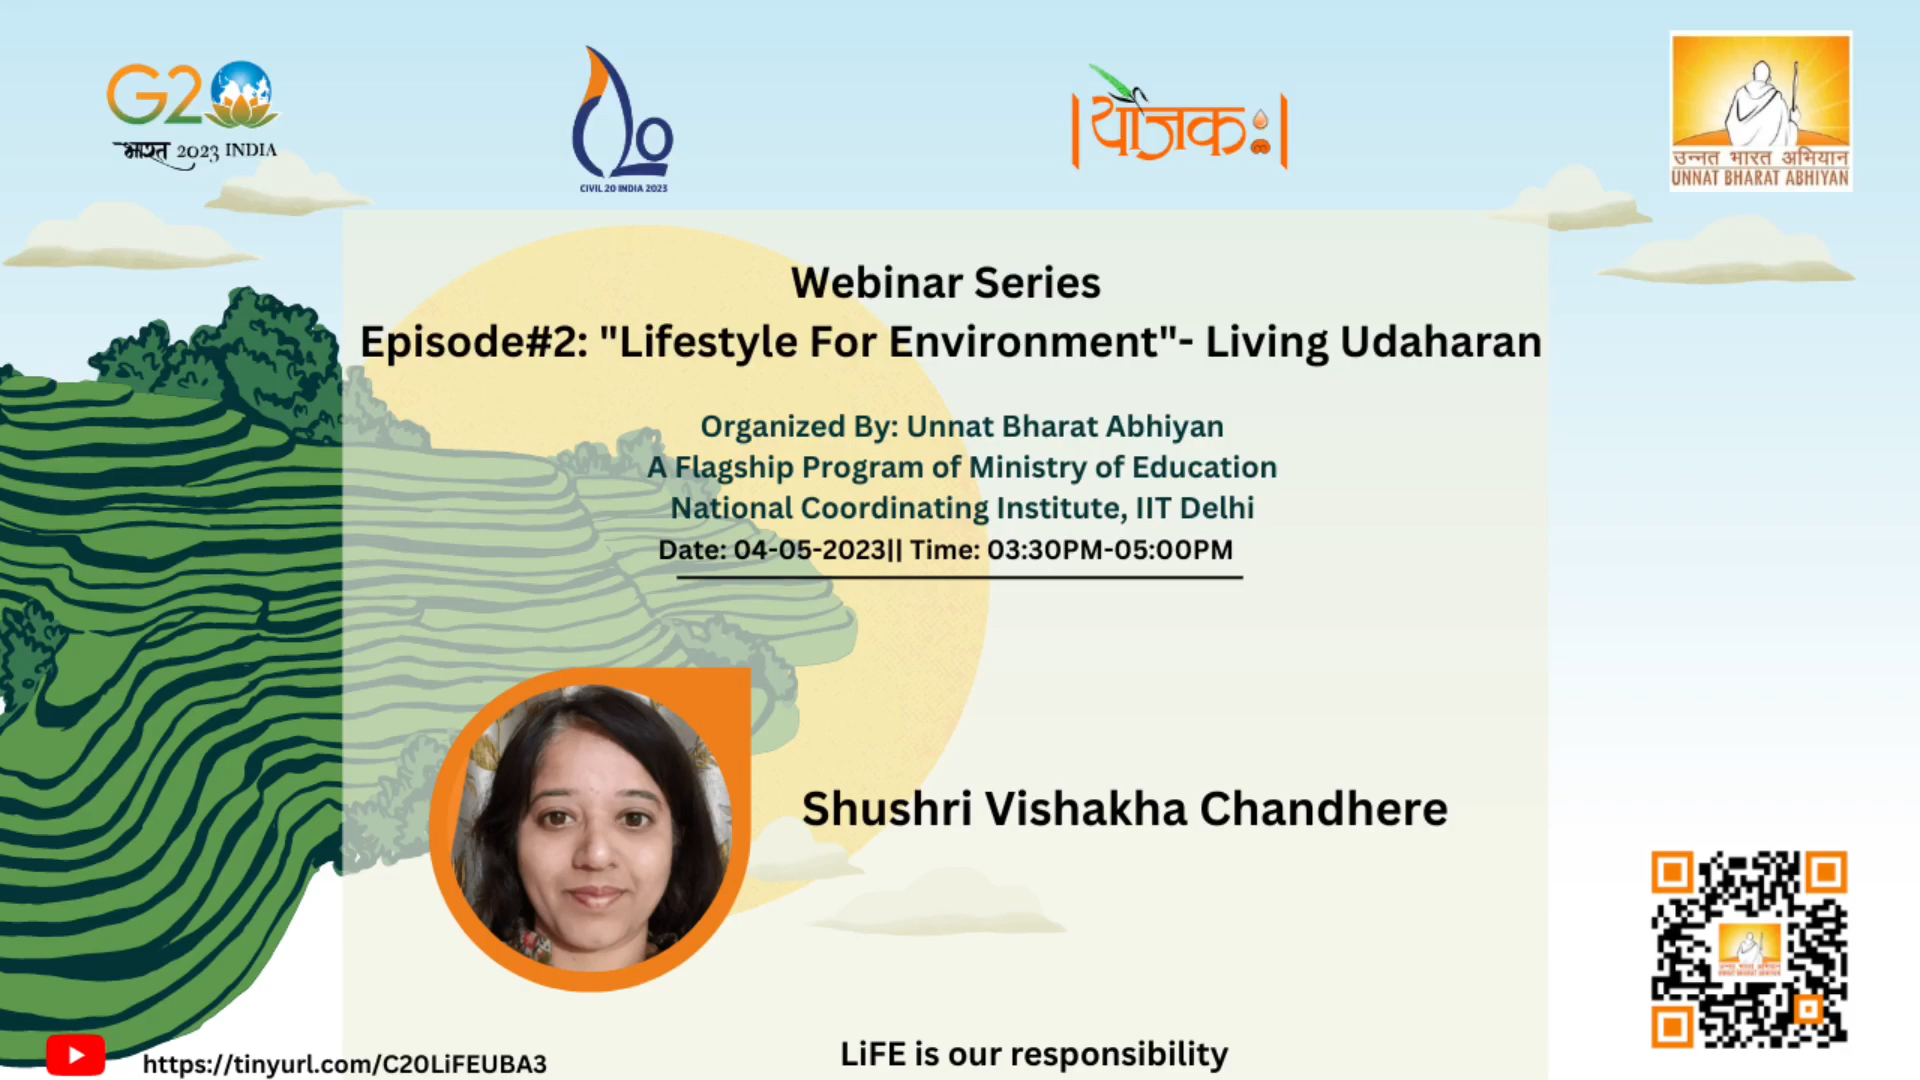 G20
भारत 2023 INDIA
CIVIL 20 INDIA 2023
योजक
उन्नत भारत अभियान
UNNAT BHARAT ABHIYAN
Webinar Series
Episode#2: "Lifestyle For Environment"- Living Udaharan
Organized By: Unnat Bharat Abhiyan
A Flagship Program of Ministry of Education
National Coordinating Institute, IIT Delhi
Date: 04-05-2023|| Time: 03:30PM-05:00PM
Shushri Vishakha Chandhere
LiFE is our responsibility
https://tinyurl.com/C20LiFEUBA3